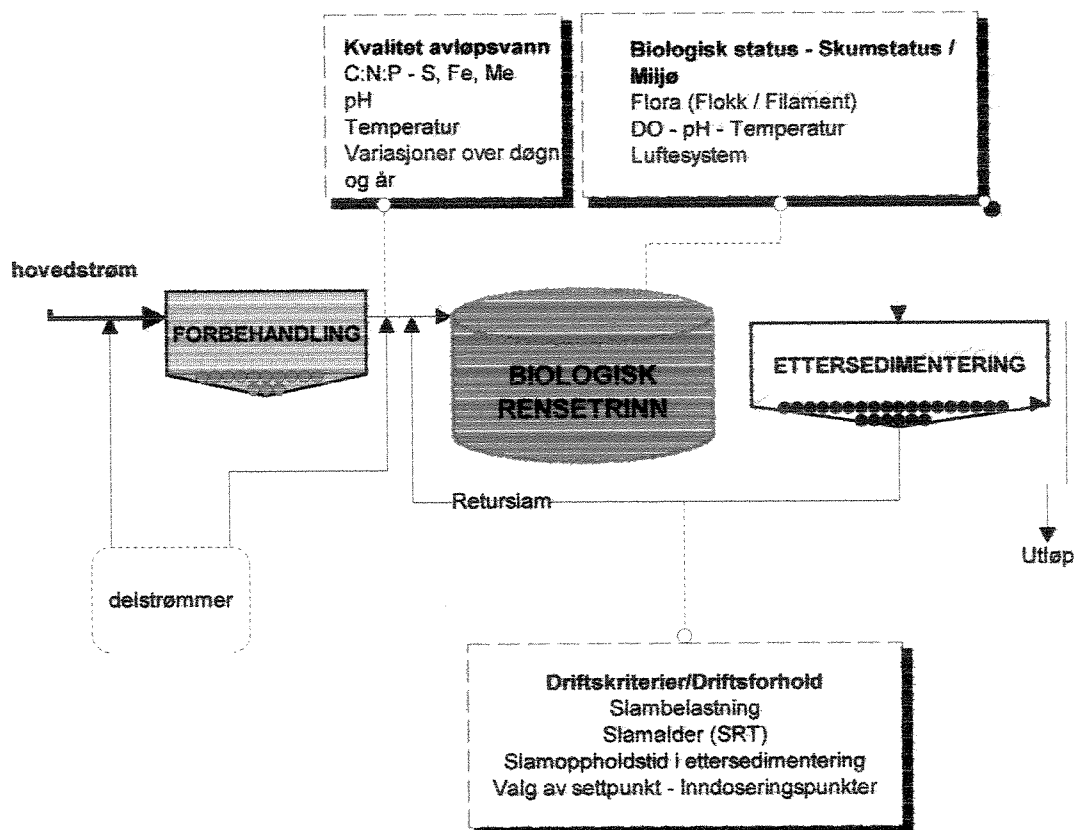 Kvalitet avløpsvann
C:N:P - S, Fe, Me
pH
Temperatur
Variasjoner over døgn
og år
Biologisk status - Skumstatus /
Miljø
Flora (Flokk / Filament)
DO - pH - Temperatur
Luftesystem
hovedstrøm
FORBEHANDLING
BIOLOGISK
RENSETRINN
ETTERSEDIMENTERING
Returslam
Utløp
delstrømmer
Driftskriterier/Driftsforhold
Slambelastning
Slamalder (SRT)
Slamoppholdstid i ettersedimentering
Valg av settpunkt - Inndoseringspunkter